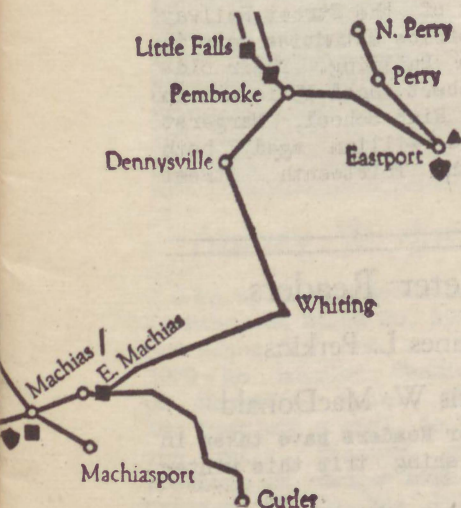 N. Perry
Little Falls
Perry
Pembroke
Dennysville
Eastport
Whiting
Machias
E. Machias
Machiasport
Cutler